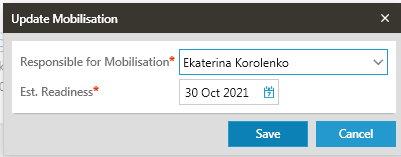 Update Mobilisation
Responsible for Mobilisation* Ekaterina Korolenko
Est. Readiness* 30 Oct 2021
Save Cancel